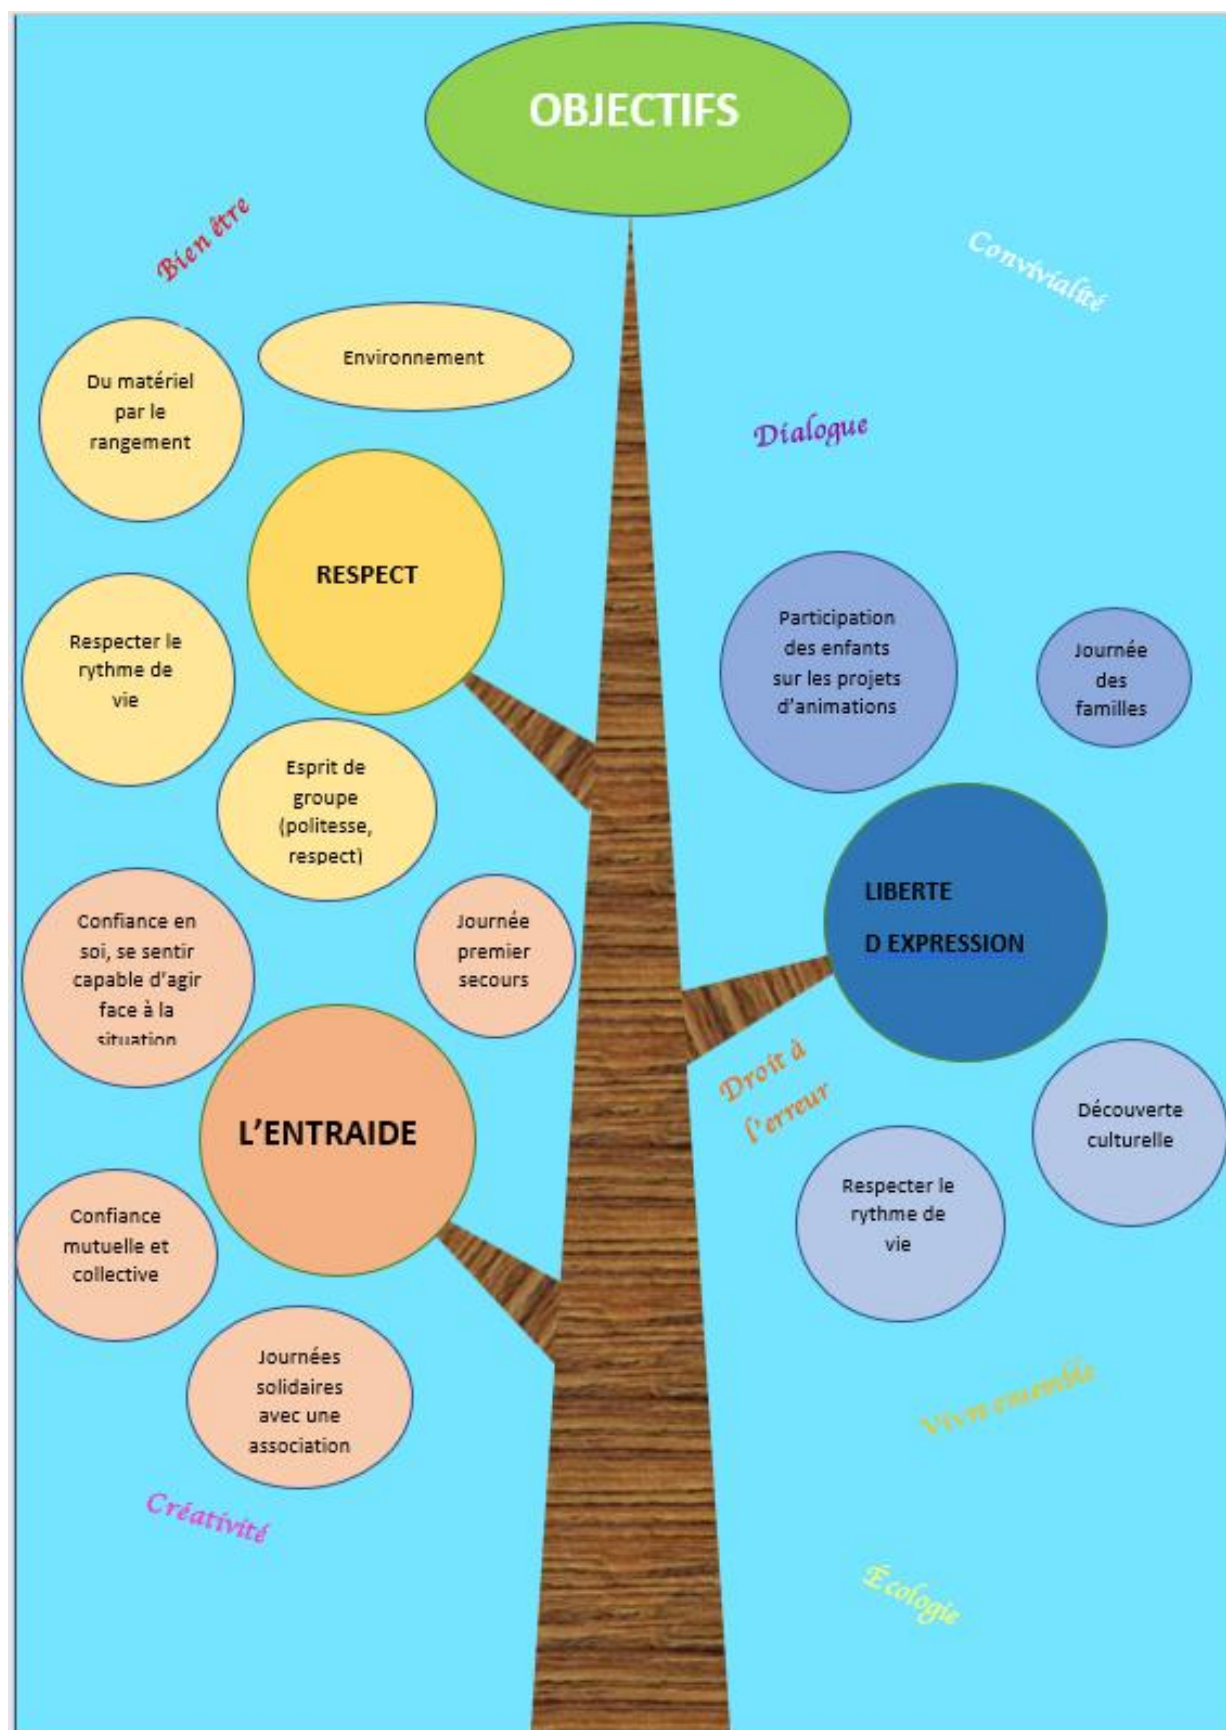 OBJECTIFS
Bien être
Convivialité
Environnement
Du matériel
par le
rangement
Dialogue
RESPECT
Respecter le
rythme de
vie
Esprit de
groupe
(politesse,
respect)
Participation
des enfants
sur les projets
d'animations
Journée
des
familles
LIBERTE
D EXPRESSION
Confiance en
soi, se sentir
capable d'agir
face à la
situation
Journée
premier
secours
L'ENTRAIDE
Droit à
l'erreur
Découverte
culturelle
Respecter le
rythme de
vie
Confiance
mutuelle et
collective
Journées
solidaires
avec une
association
Vivre ensemble
Créativité
Écologie